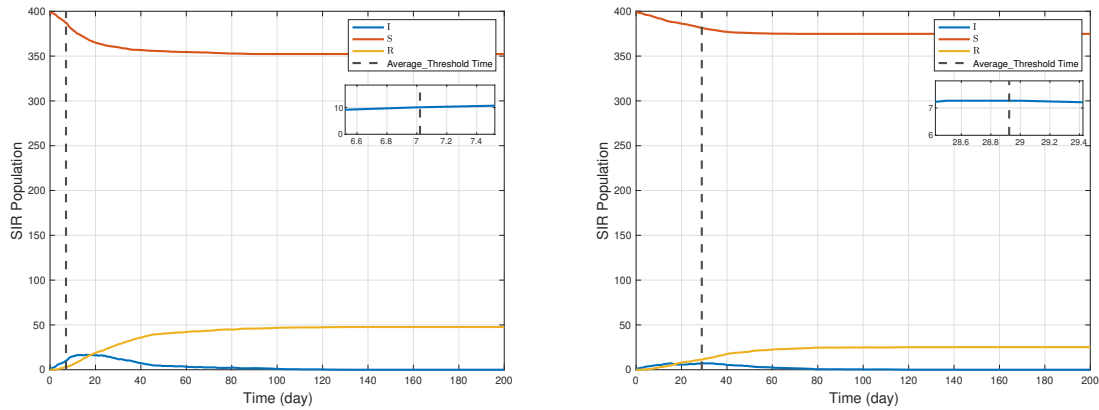 400
350
300
250
200
150
100
50
0
SIR Population
0 20 40 60 80 100 120 140 160 180 200
Time (day)
I
S
R
Average_Threshold Time
10
0
6.6 6.8 7 7.2 7.4
400
350
300
250
200
150
100
50
0
SIR Population
0 20 40 60 80 100 120 140 160 180 200
Time (day)
I
S
R
Average_Threshold Time
7
6
28.6 28.8 29 29.2 29.4